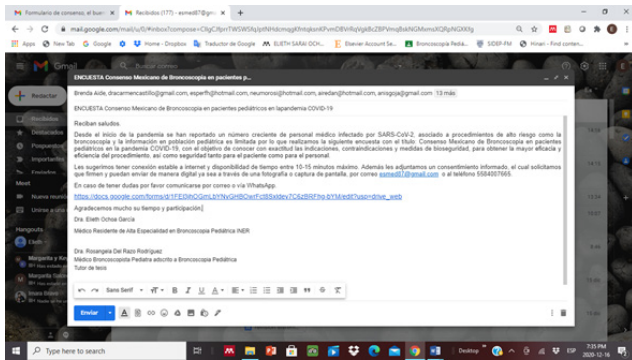 Formulario de consenso, el buen
Recibidos (177) - esmed87@gm
mail.google.com/mail/u/0/#inbox?compose=
Apps
New Tab
Google
Home - Dropbox
Traductor de Google
ELIETH SARAI OCH...
Elsevier Account Se...
Broncoscopia Pedia...
SIDEP-FM
Hinari - Find conten...
Gmail
Buscar correo
Redactar
Recibidos
Destacados
Pospuestos
Importantes
Enviados
Meet
Nueva reunión
Unirse a una
Hangouts
Elieth
ENCUESTA Consenso Mexicano de Broncoscopia en pacientes p...
Brenda Aide, dracarmencastillo@gmail.com, esperfh@hotmail.com, neumorosi@hotmail.com, airedan@hotmail.com, anisgoja@gmail.com 13 más
ENCUESTA Consenso Mexicano de Broncoscopia en pacientes pediátricos en lapandemia COVID-19
Reciban saludos.
Desde el inicio de la pandemia se han reportado un número creciente de personal médico infectado por SARS-CoV-2, asociado a procedimientos de alto riesgo como la
broncoscopia y la información en población pediátrica es limitada por lo que realizamos la siguiente encuesta con el título: Consenso Mexicano de Broncoscopia en pacientes
pediátricos en la pandemia COVID-19, con el objetivo de conocer con exactitud las indicaciones, contraindicaciones y medidas de bioseguridad, para obtener la mayor eficacia y
eficiencia del procedimiento, así como seguridad tanto para el paciente como para el personal.
Les sugerimos tener conexión estable a internet y disponibilidad de tiempo entre 10-15 minutos máximo. Además les adjuntamos un consentimiento informado, el cual solicitamos
que firmen y puedan enviar de manera digital ya sea a través de una fotografía o captura de pantalla, por correo esmed87@gmail.com o al teléfono 5584007665.
En caso de tener dudas por favor comunicarse por correo o vía WhatsApp.
Agradecemos mucho su tiempo y participación.
Dra. Elieth Ochoa García
Médico Residente de Alta Especialidad en Broncoscopia Pediátrica INER
Dra. Rosangela Del Razo Rodríguez
Médico Broncoscopista Pediatra adscrito a Broncoscopia Pediátrica
Tutor de tesis
Sans Serif
Enviar
Type here to search
Desktop
ESP
7:35 PM
2020-12-16